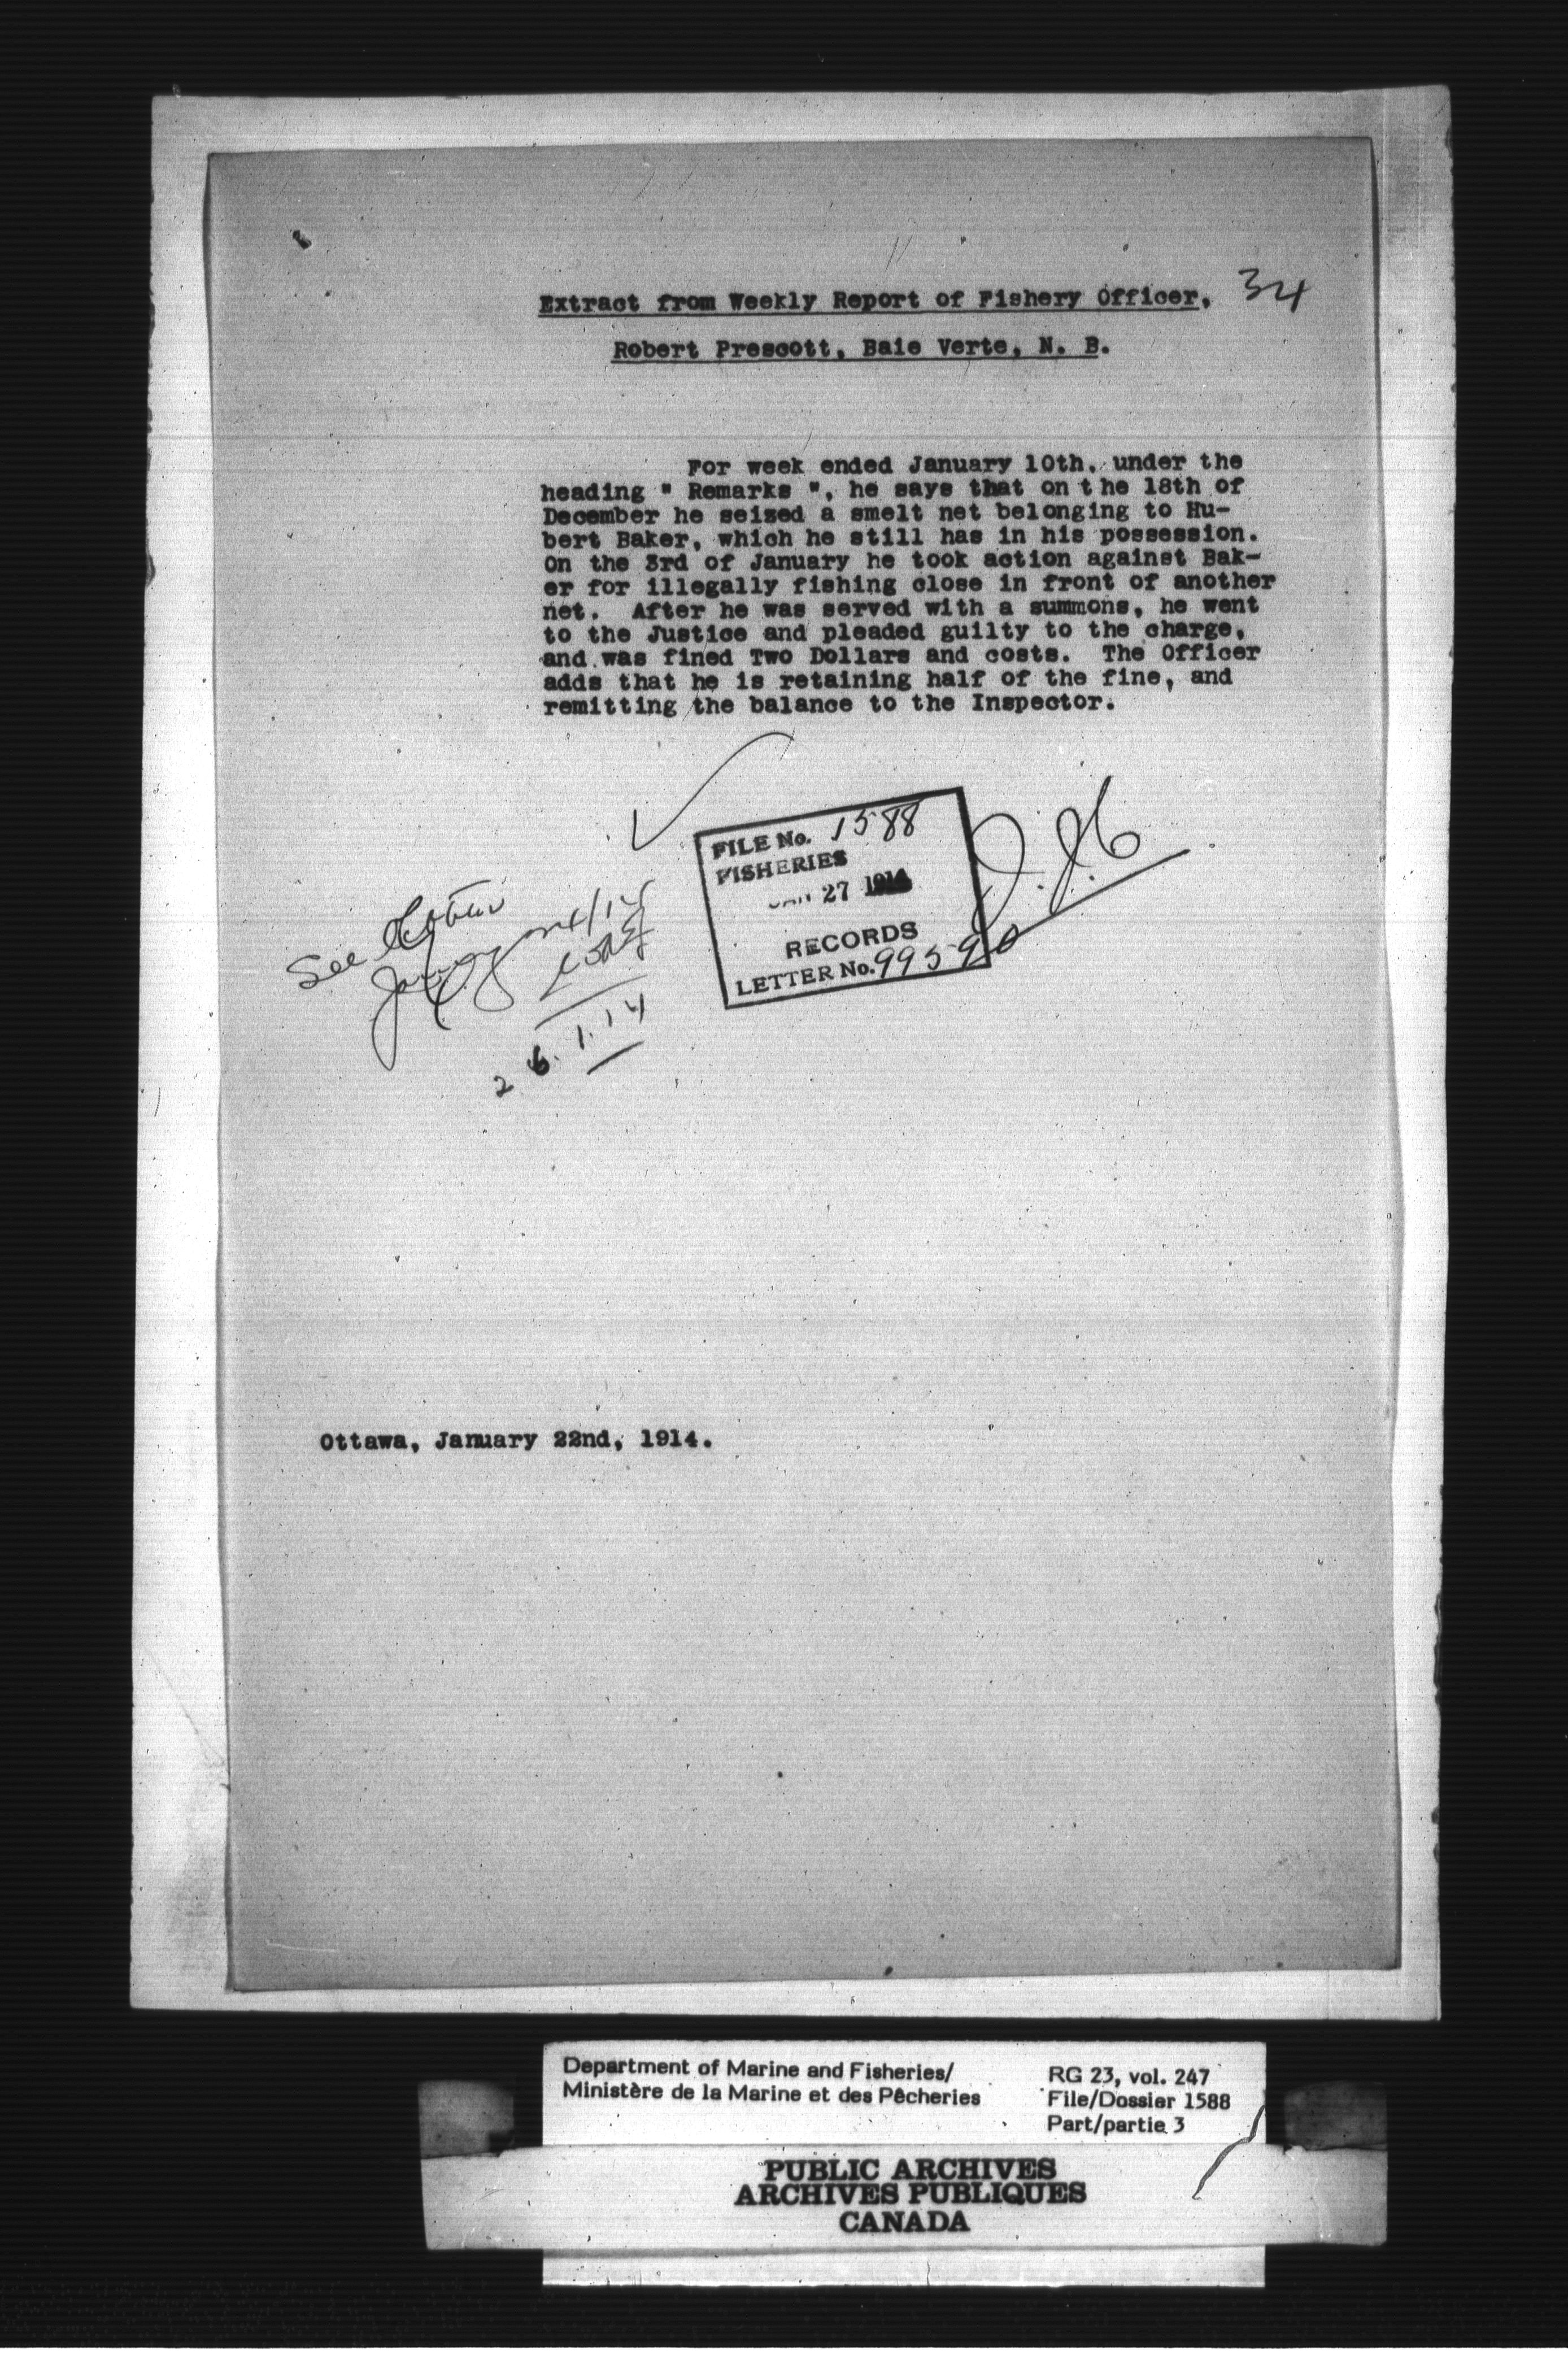 34
Extract from Weekly Report of Fishery Officer,
Robert Prescott, Baie Verte, N. B.
For week ended January 10th, under the
heading " Remarks ", he says that on the 18th of
December he seized a smelt net belonging to Hu-
bert Baker, which he still has in his possession.
On the 3rd of January he took action against Bak-
er for illegally fishing close in front of another
net. After he was served with a summons, he went
to the Justice and pleaded guilty to the charge,
and was fined Two Dollars and costs. The Officer
adds that he is retaining half of the fine, and
remitting the balance to the Inspector.
FILE No. 1588
FISHERIES
JAN 27 1914
RECORDS
LETTER No. 99590
See
26.1.14
Ottawa, January 22nd, 1914.
Department of Marine and Fisheries/
Ministère de la Marine et des Pêcheries
RG 23, vol. 247
File/Dossier 1588
Part/partie 3
PUBLIC ARCHIVES
ARCHIVES PUBLIQUES
CANADA